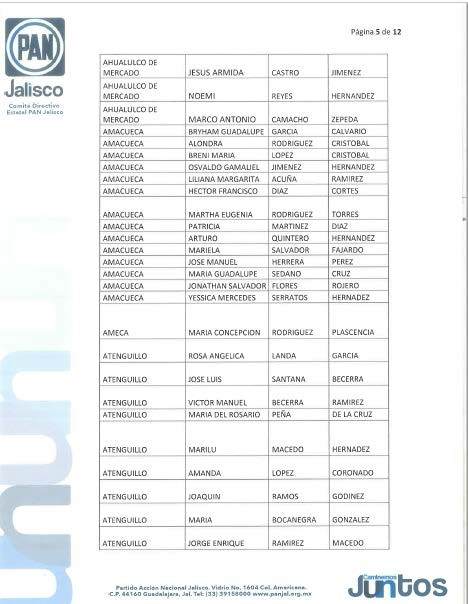 PAN
Jalisco
Comité Directivo
Estatal PAN Jalisco
Página 5 de 12
AHUALULCO DE
MERCADO JESUS ARMIDA CASTRO JIMENEZ
AHUALULCO DE
MERCADO NOEMI REYES HERNANDEZ
AHUALULCO DE
MERCADO MARCO ANTONIO CAMACHO ZEPEDA
AMACUECA BRYHAM GUADALUPE GARCIA CALVARIO
AMACUECA ALONDRA RODRIGUEZ CRISTOBAL
AMACUECA BRENI MARIA LOPEZ CRISTOBAL
AMACUECA OSVALDO GAMALIEL JIMENEZ HERNANDEZ
AMACUECA LILIANA MARGARITA ACUÑA RAMIREZ
AMACUECA HECTOR FRANCISCO DIAZ CORTES
AMACUECA MARTHA EUGENIA RODRIGUEZ TORRES
AMACUECA PATRICIA MARTINEZ DIAZ
AMACUECA ARTURO QUINTERO HERNANDEZ
AMACUECA MARIELA SALVADOR FAJARDO
AMACUECA JOSE MANUEL HERRERA PEREZ
AMACUECA MARIA GUADALUPE SEDANO CRUZ
AMACUECA JONATHAN SALVADOR FLORES ROJERO
AMACUECA YESSICA MERCEDES SERRATOS HERNADEZ
AMECA MARIA CONCEPCION RODRIGUEZ PLASCENCIA
ATENGUILLO ROSA ANGELICA LANDA GARCIA
ATENGUILLO JOSE LUIS SANTANA BECERRA
ATENGUILLO VICTOR MANUEL BECERRA RAMIREZ
ATENGUILLO MARIA DEL ROSARIO PEÑA DE LA CRUZ
ATENGUILLO MARILU MACEDO HERNADEZ
ATENGUILLO AMANDA LOPEZ CORONADO
ATENGUILLO JOAQUIN RAMOS GODINEZ
ATENGUILLO MARIA BOCANEGRA GONZALEZ
ATENGUILLO JORGE ENRIQUE RAMIREZ MACEDO
Partido Acción Nacional Jalisco. Vidrio No. 1604 Col. Americana.
C.P. 44160 Guadalajara, Jal. Tel: (33) 39158000 www.panjal.org.mx
Caminemos
Juntos